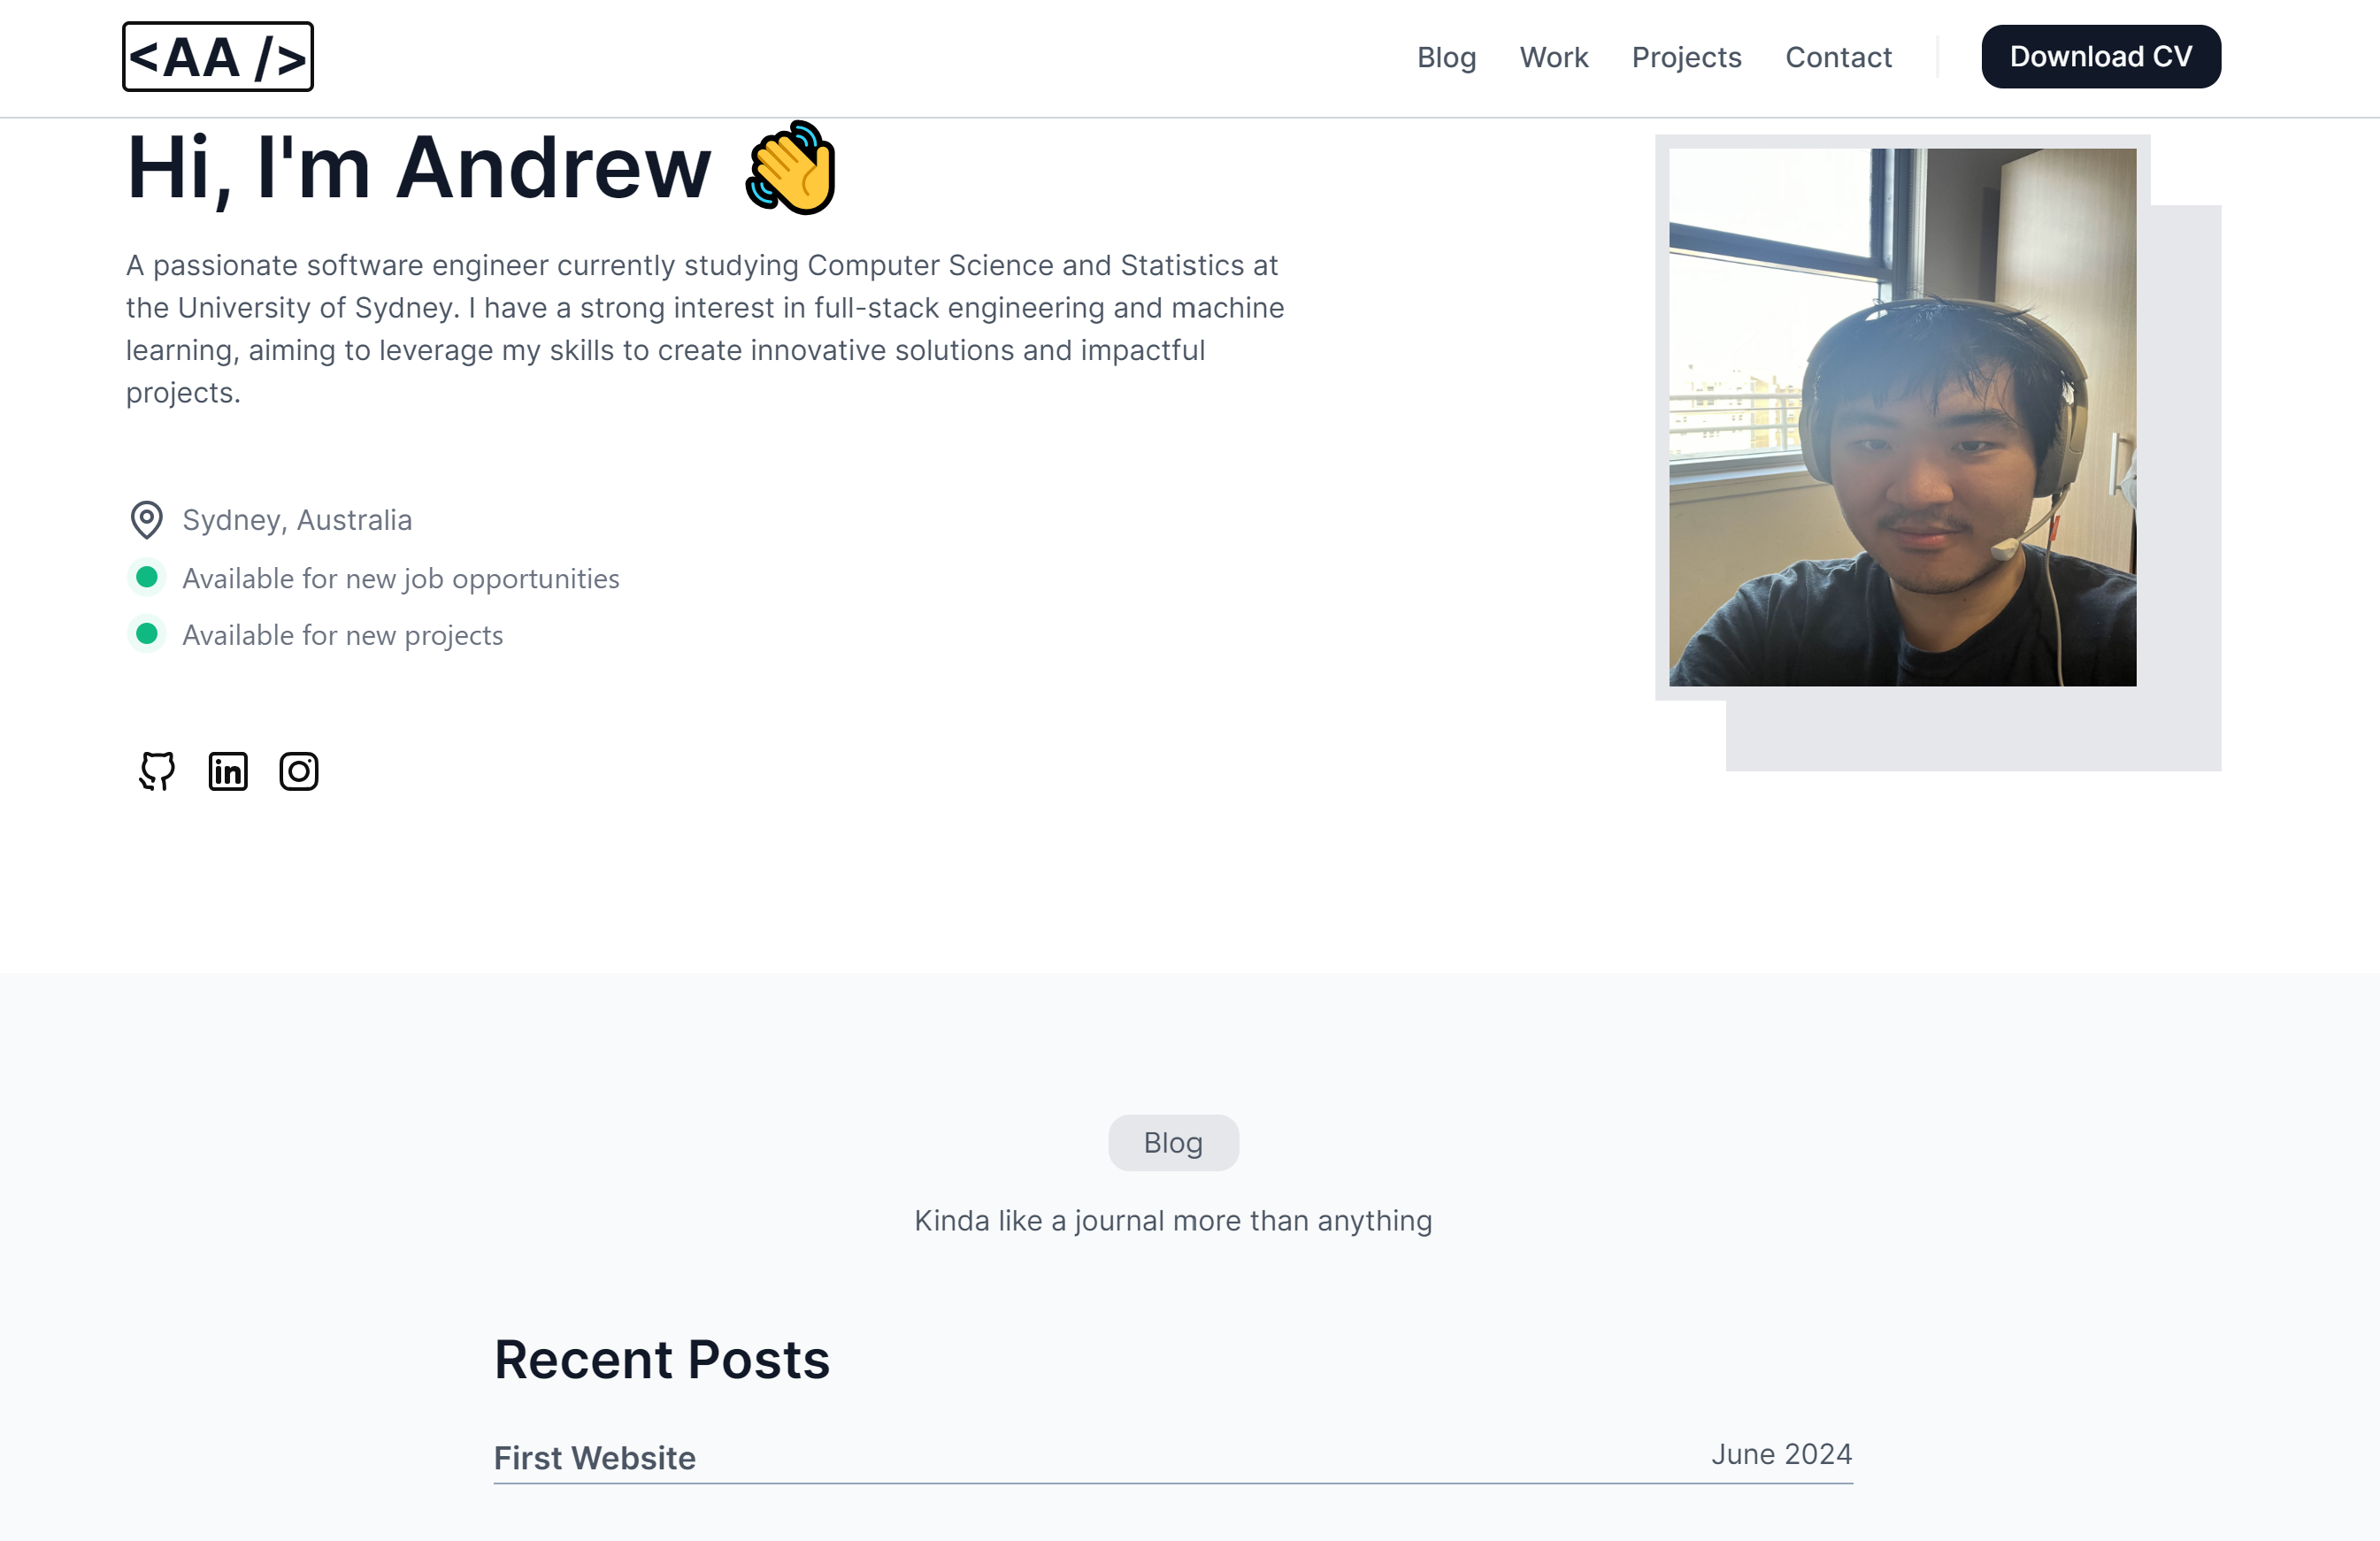 <AA />
Blog Work Projects Contact Download CV
Hi, I'm Andrew 👋
A passionate software engineer currently studying Computer Science and Statistics at
the University of Sydney. I have a strong interest in full-stack engineering and machine
learning, aiming to leverage my skills to create innovative solutions and impactful
projects.
Sydney, Australia
Available for new job opportunities
Available for new projects
in
Blog
Kinda like a journal more than anything
Recent Posts
First Website June 2024